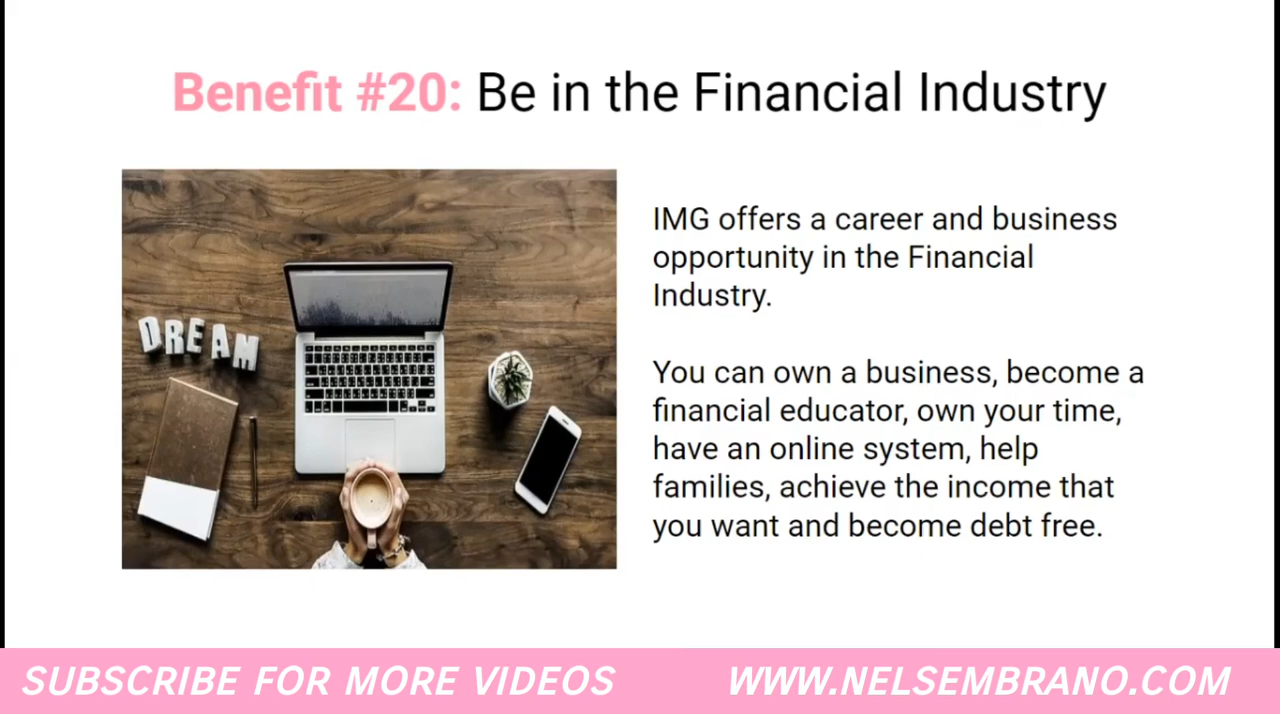 Benefit #20: Be in the Financial Industry
DREAM
IMG offers a career and business
opportunity in the Financial
Industry.
You can own a business, become a
financial educator, own your time,
have an online system, help
families, achieve the income that
you want and become debt free.
SUBSCRIBE FOR MORE VIDEOS
WWW.NELSEMBRANO.COM